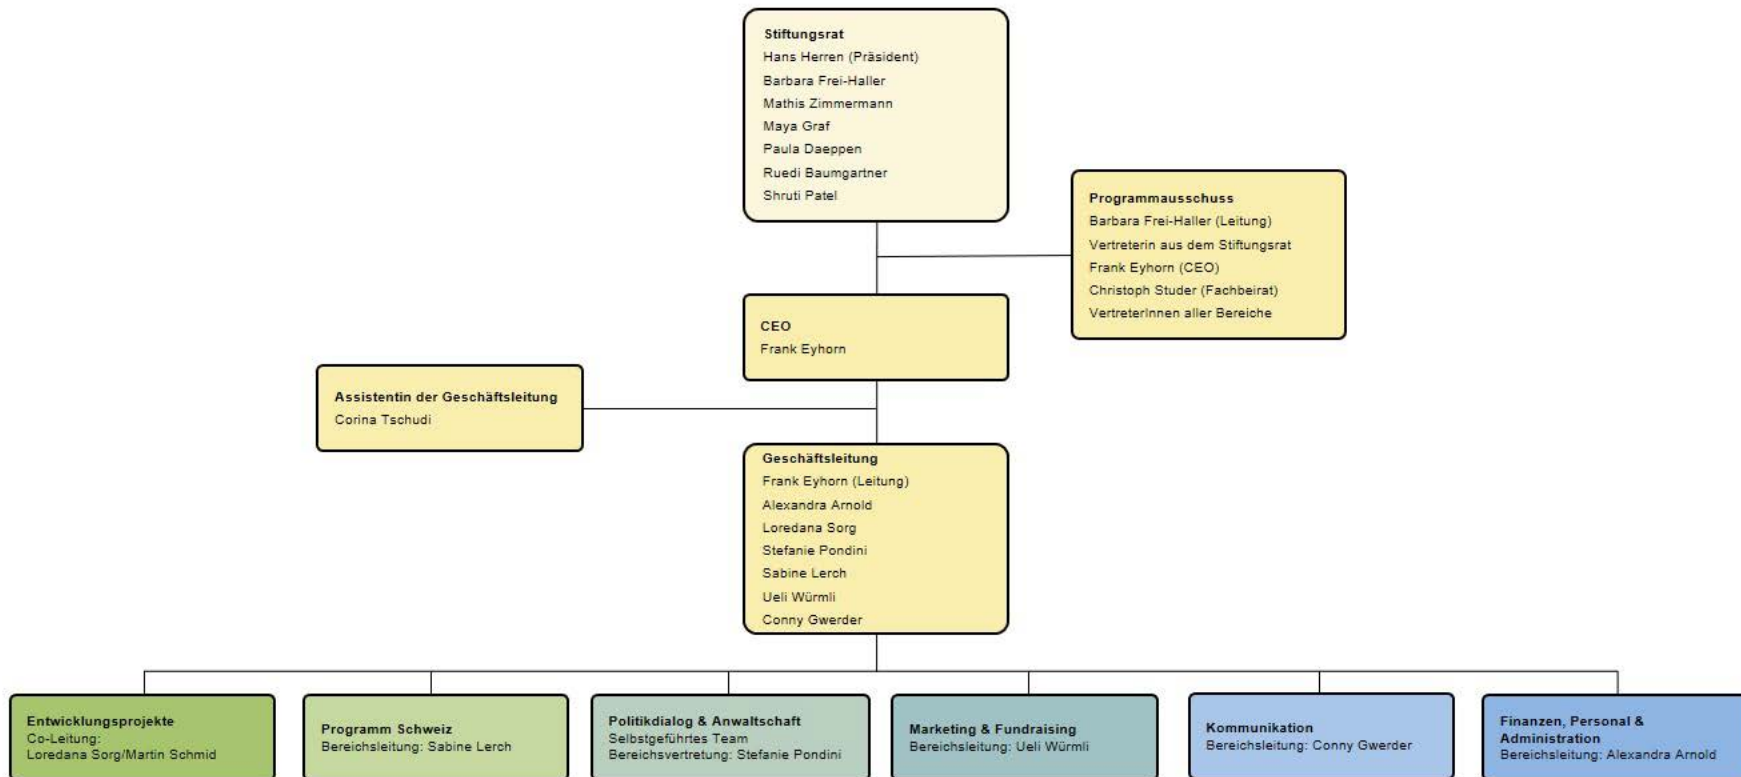 Stiftungsrat
Hans Herren (Präsident)
Barbara Frei-Haller
Mathis Zimmermann
Maya Graf
Paula Daeppen
Ruedi Baumgartner
Shruti Patel
Programmausschuss
Barbara Frei-Haller (Leitung)
Vertreterin aus dem Stiftungsrat
Frank Eyhorn (CEO)
Christoph Studer (Fachbeirat)
VertreterInnen aller Bereiche
CEO
Frank Eyhorn
Assistentin der Geschäftsleitung
Corina Tschudi
Geschäftsleitung
Frank Eyhorn (Leitung)
Alexandra Arnold
Loredana Sorg
Stefanie Pondini
Sabine Lerch
Ueli Würmli
Conny Gwerder
Entwicklungsprojekte
Co-Leitung:
Loredana Sorg/Martin Schmid
Programm Schweiz
Bereichsleitung: Sabine Lerch
Politikdialog & Anwaltschaft
Selbstgeführtes Team
Bereichsvertretung: Stefanie Pondini
Marketing & Fundraising
Bereichsleitung: Ueli Würmli
Kommunikation
Bereichsleitung: Conny Gwerder
Finanzen, Personal &
Administration
Bereichsleitung: Alexandra Arnold